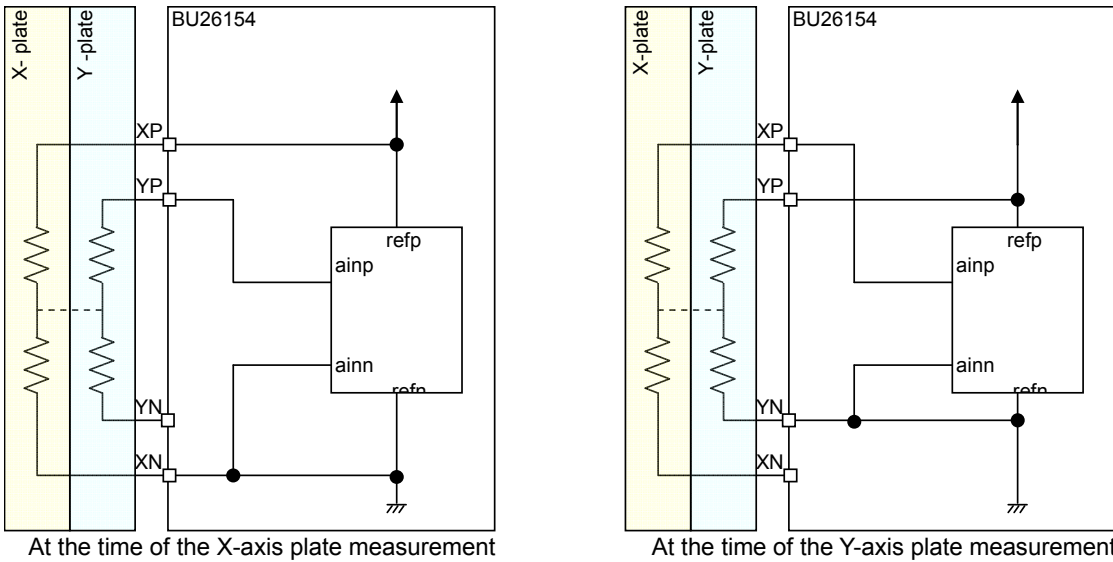 X- plate
Y -plate
BU26154
XP
YP
refp
ainp
ainn
refn
YN
XN
At the time of the X-axis plate measurement
X-plate
Y-plate
BU26154
XP
YP
refp
ainp
ainn
refn
YN
XN
At the time of the Y-axis plate measurement